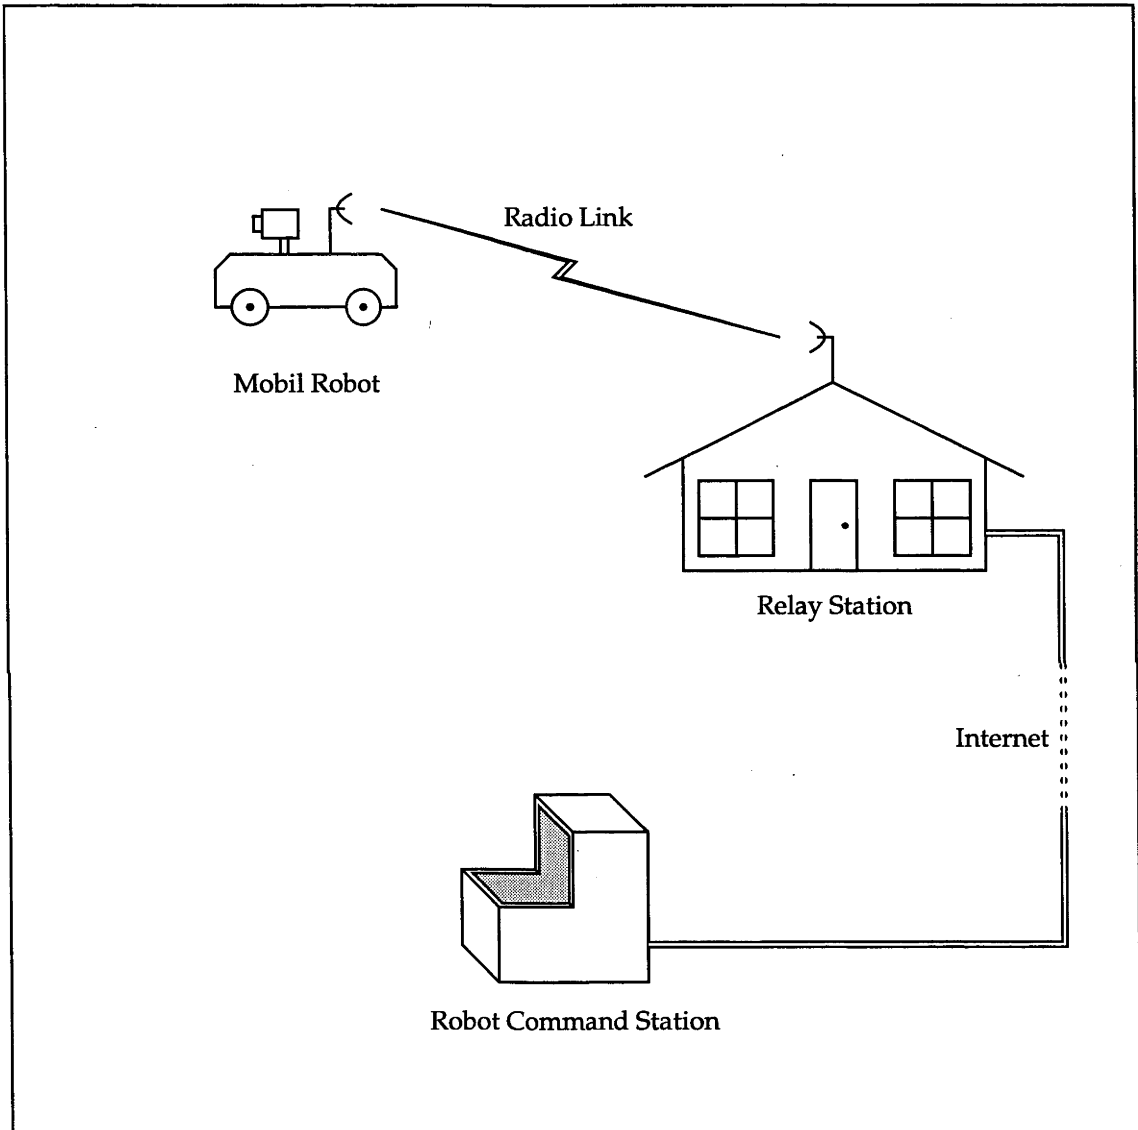 Radio Link
Mobil Robot
Relay Station
Internet
Robot Command Station